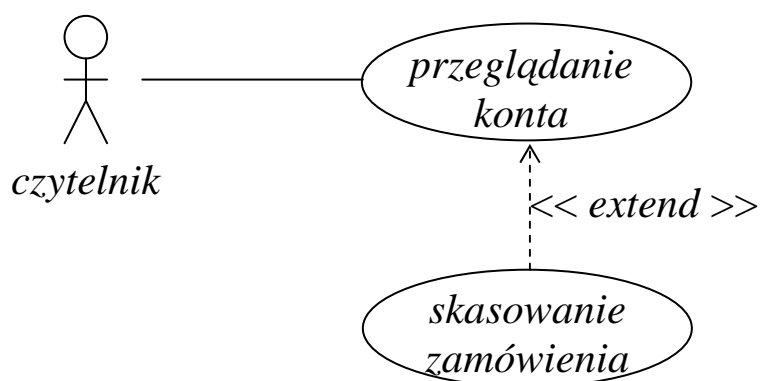 przeglądanie
konta
czytelnik
<< extend >>
skasowanie
zamówienia